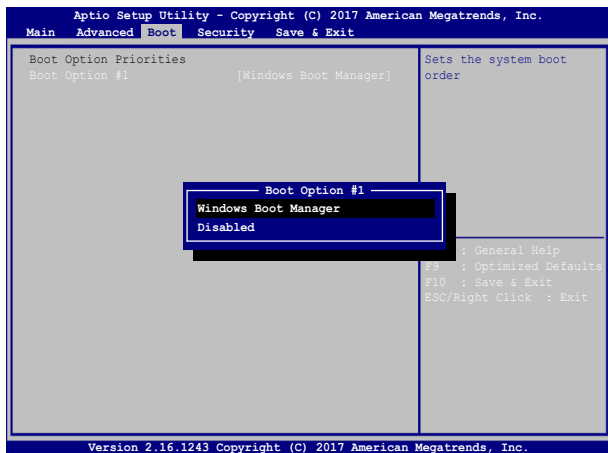 Aptio Setup Utility - Copyright (C) 2017 American Megatrends, Inc.
Main Advanced Boot Security Save & Exit
Boot Option Priorities
Boot Option #1 [Windows Boot Manager]
Sets the system boot
order
Boot Option #1
Windows Boot Manager
Disabled
: General Help
F9 : Optimized Defaults
F10 : Save & Exit
ESC/Right Click : Exit
Version 2.16.1243 Copyright (C) 2017 American Megatrends, Inc.